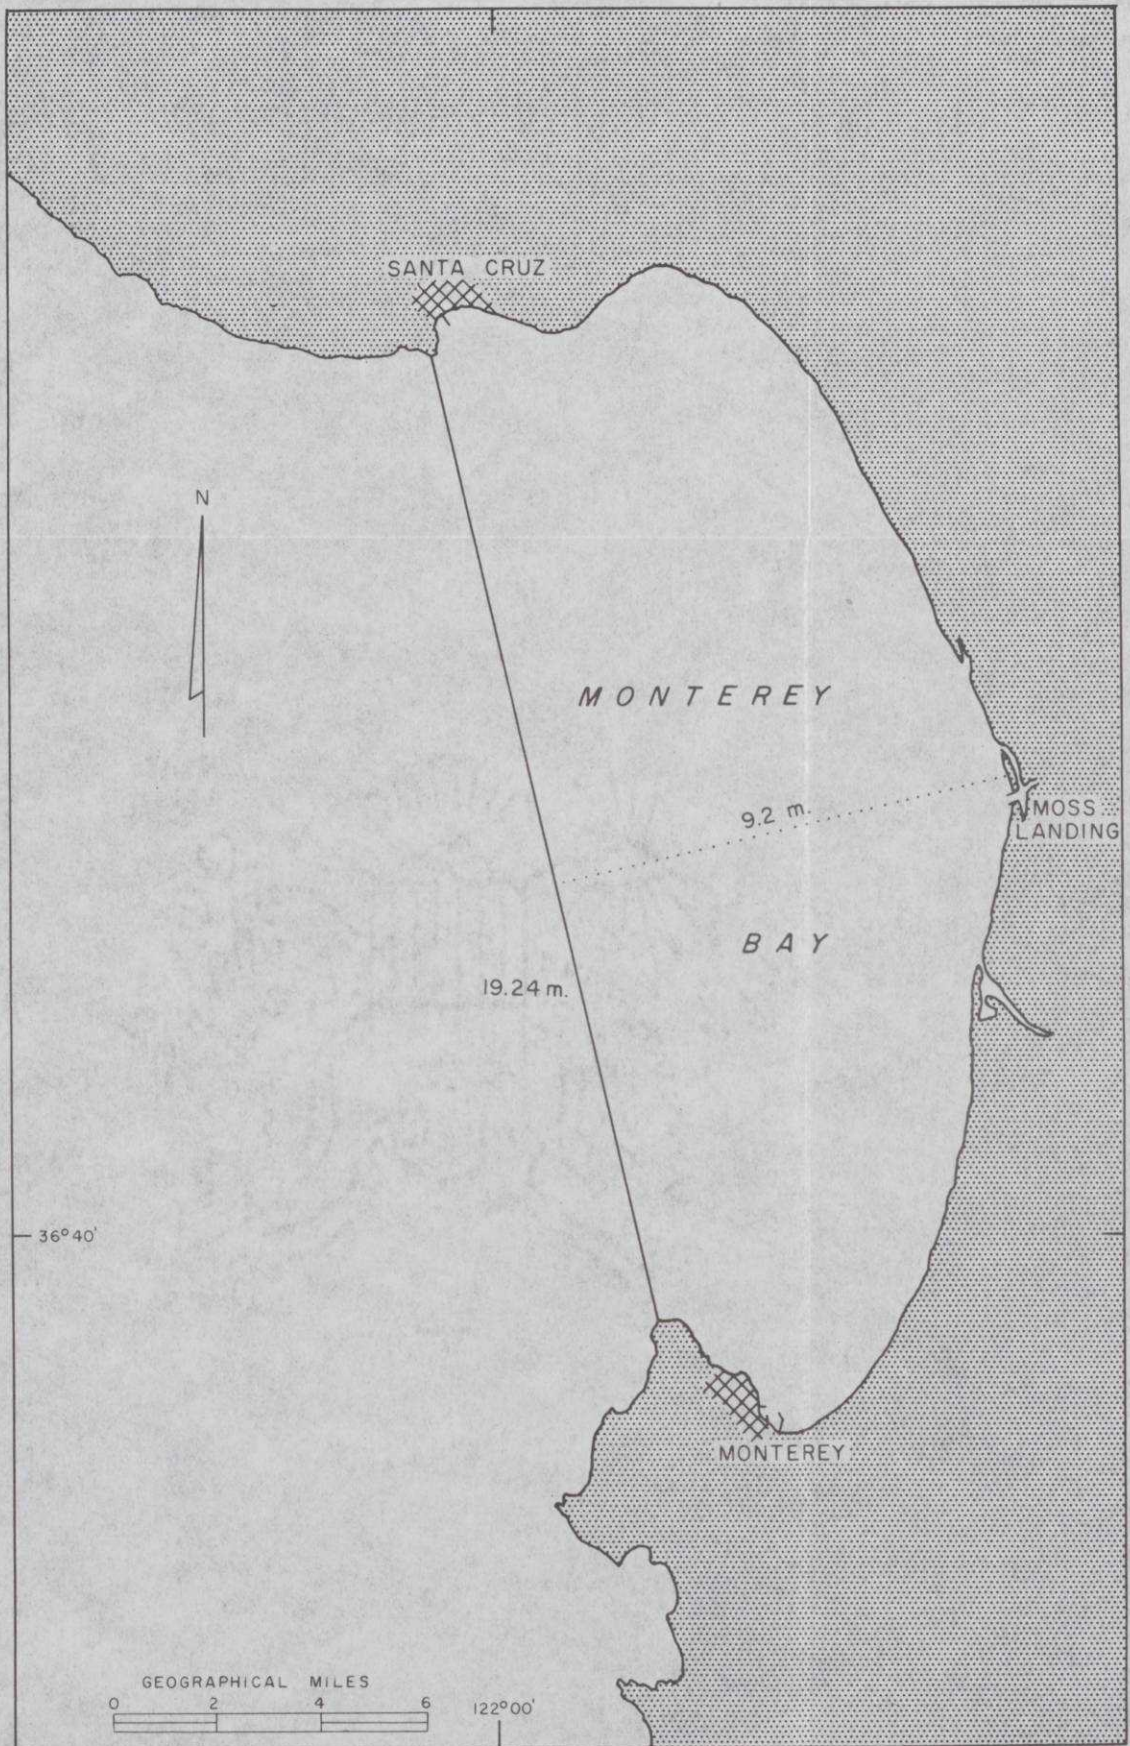 SANTA CRUZ
N
MONTEREY
9.2 m.
MOSS
LANDING
BAY
19.24 m.
36°40'
MONTEREY
GEOGRAPHICAL MILES
0 2 4 6
122°00'